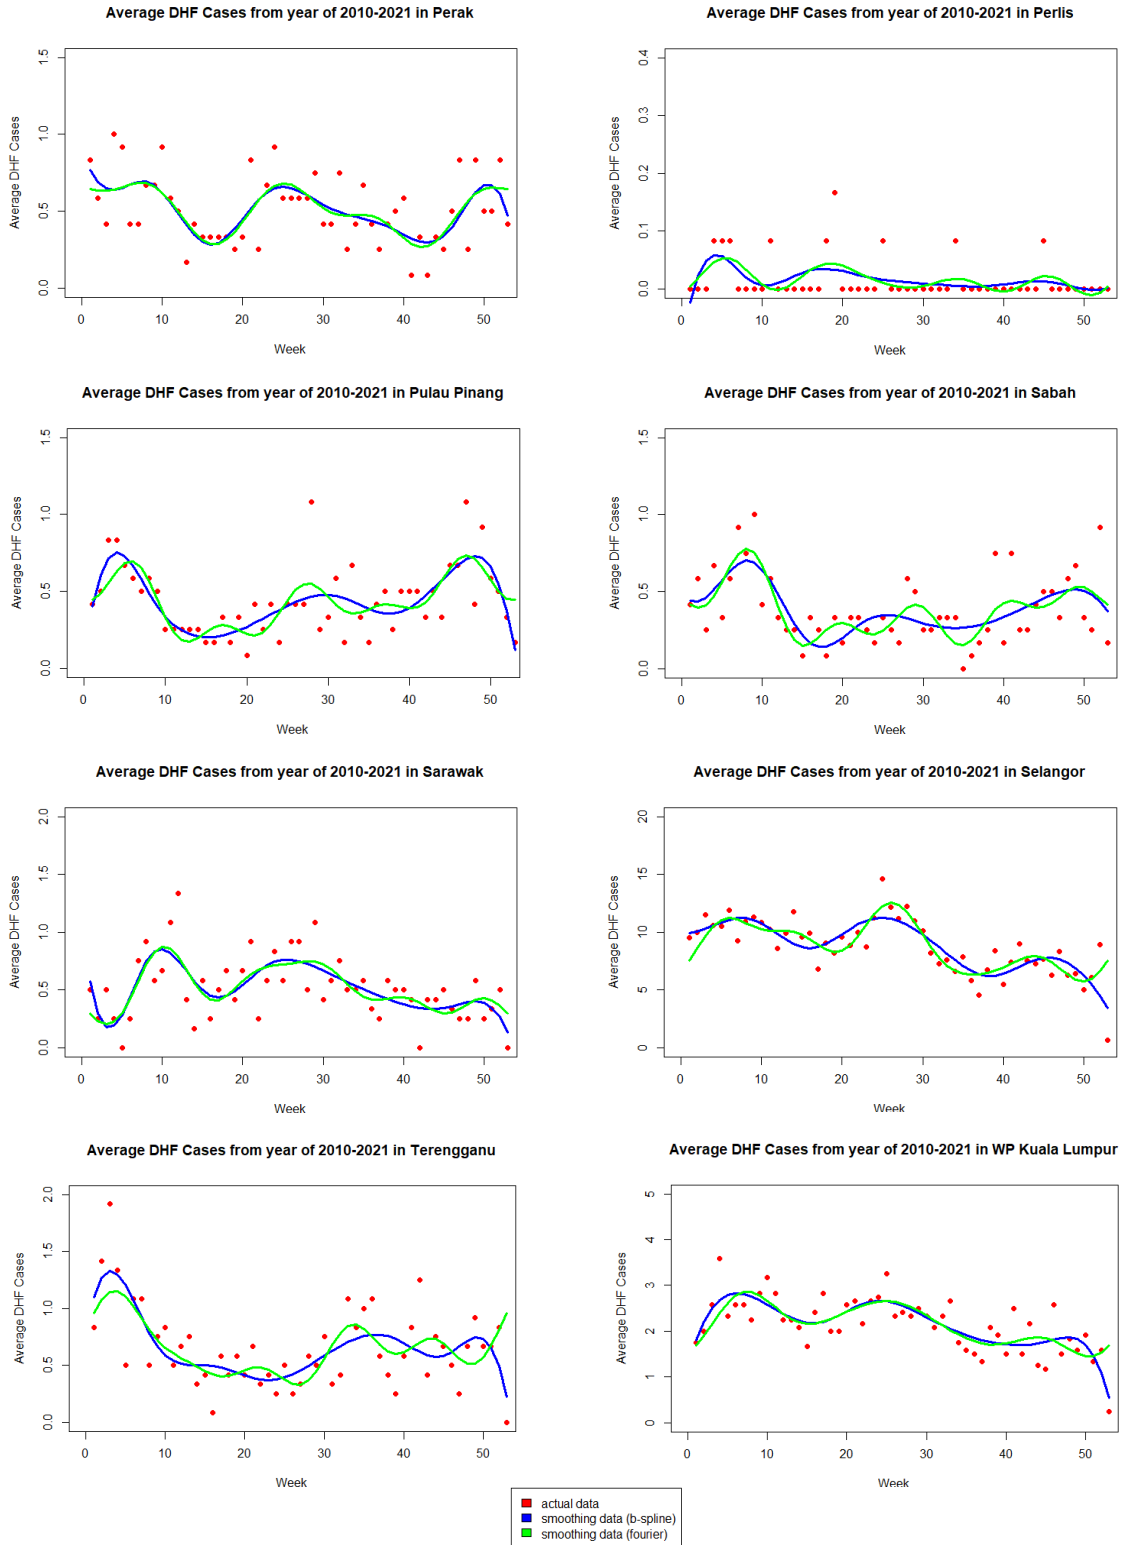 Average DHF Cases from year of 2010-2021 in Perak
Average DHF Cases
1.5
1.0
0.5
0.0
0 10 20 30 40 50
Week
Average DHF Cases from year of 2010-2021 in Perlis
Average DHF Cases
0.4
0.3
0.2
0.1
0.0
0 10 20 30 40 50
Week
Average DHF Cases from year of 2010-2021 in Pulau Pinang
Average DHF Cases
1.5
1.0
0.5
0.0
0 10 20 30 40 50
Week
Average DHF Cases from year of 2010-2021 in Sabah
Average DHF Cases
1.5
1.0
0.5
0.0
0 10 20 30 40 50
Week
Average DHF Cases from year of 2010-2021 in Sarawak
Average DHF Cases
2.0
1.5
1.0
0.5
0.0
0 10 20 30 40 50
Week
Average DHF Cases from year of 2010-2021 in Selangor
Average DHF Cases
20
15
10
5
0
0 10 20 30 40 50
Week
Average DHF Cases from year of 2010-2021 in Terengganu
Average DHF Cases
2.0
1.5
1.0
0.5
0.0
0 10 20 30 40 50
Week
Average DHF Cases from year of 2010-2021 in WP Kuala Lumpur
Average DHF Cases
5
4
3
2
1
0
0 10 20 30 40 50
Week
actual data
smoothing data (b-spline)
smoothing data (fourier)